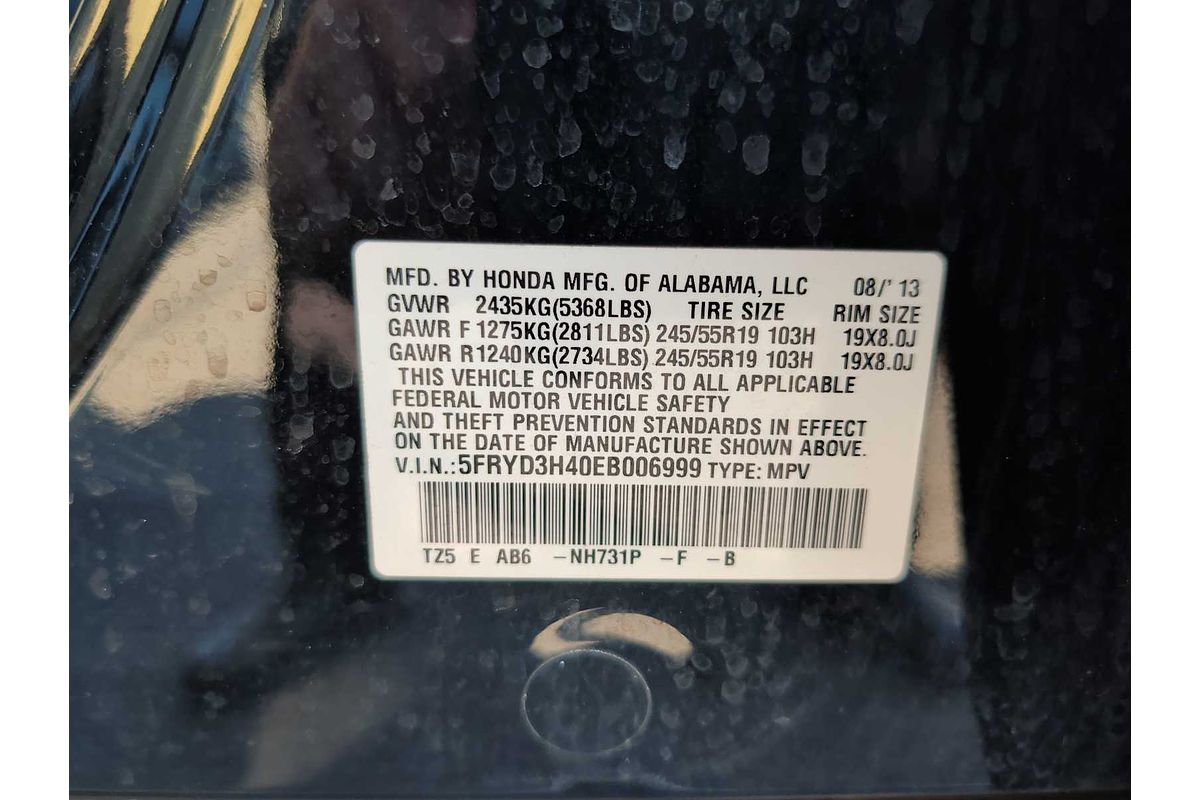 MFD. BY HONDA MFG. OF ALABAMA, LLC 08/' 13
GVWR 2435KG(5368LBS) TIRE SIZE RIM SIZE
GAWR F 1275KG(2811LBS) 245/55R19 103H 19X8.0J
GAWR R1240KG(2734LBS) 245/55R19 103H 19X8.0J
THIS VEHICLE CONFORMS TO ALL APPLICABLE
FEDERAL MOTOR VEHICLE SAFETY
AND THEFT PREVENTION STANDARDS IN EFFECT
ON THE DATE OF MANUFACTURE SHOWN ABOVE.
V.I.N.:5FRYD3H40EB006999 TYPE: MPV
TZ5 E AB6 –NH731P –F –B